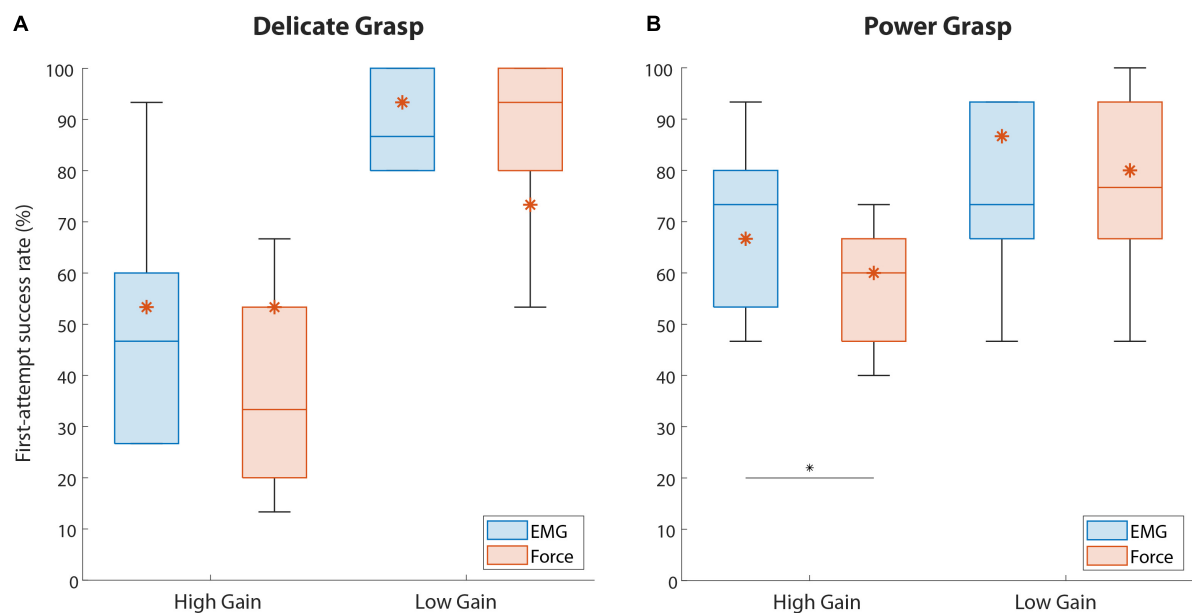 A
Delicate Grasp
First-attempt success rate (%)
100
90
80
70
60
50
40
30
20
10
0
High Gain
Low Gain
EMG
Force
B
Power Grasp
100
90
80
70
60
50
40
30
20
10
0
*
High Gain
Low Gain
EMG
Force